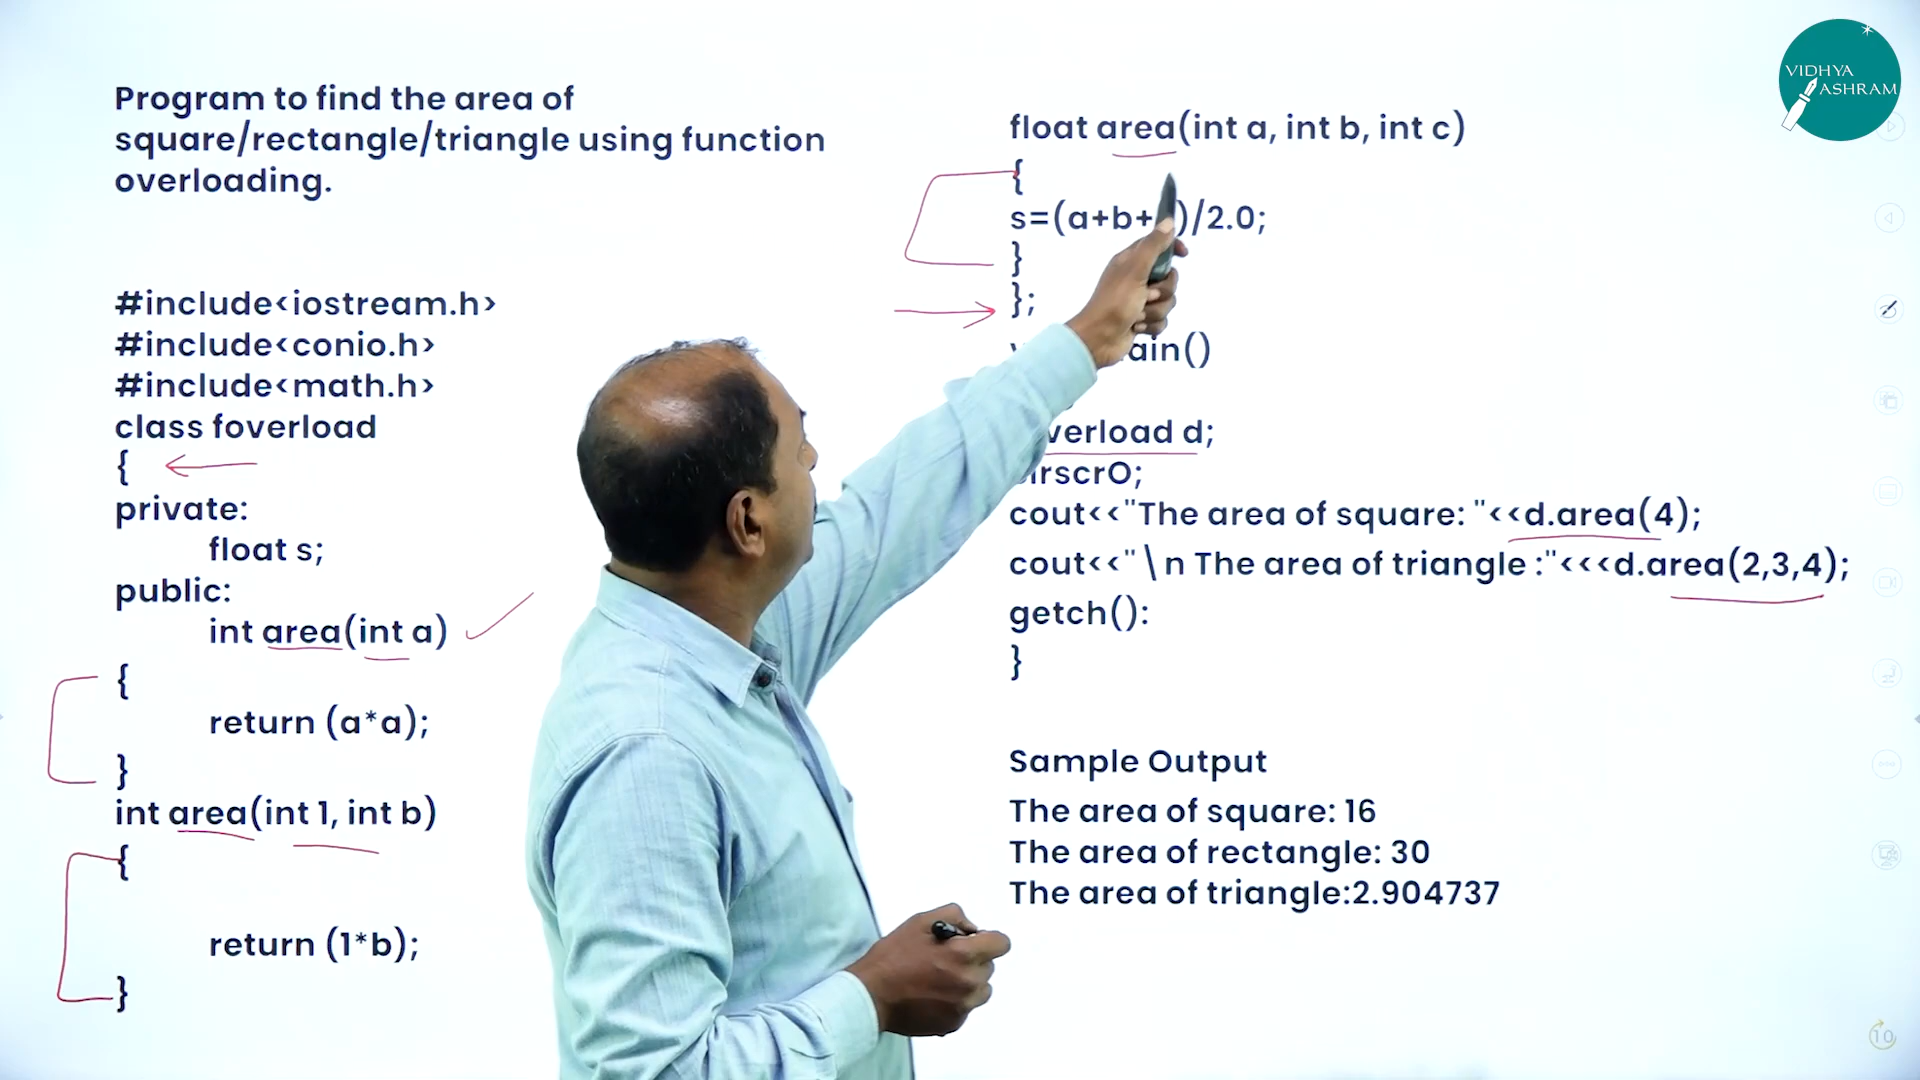 Program to find the area of
square/rectangle/triangle using function
overloading.
#include<iostream.h>
#include<conio.h>
#include<math.h>
class foverload
{
private:
float s;
public:
int area(int a)
{
return (a*a);
}
int area(int 1, int b)
{
return (1*b);
}
float area(int a, int b, int c)
{
s=(a+b+ )/2.0;
}
};
ain()
verload d;
lrscrO;
cout<<"The area of square: "<<d.area(4);
cout<<"\n The area of triangle :"<<<d.area(2,3,4);
getch():
}
Sample Output
The area of square: 16
The area of rectangle: 30
The area of triangle:2.904737
VIDHYA
ASHRAM
10